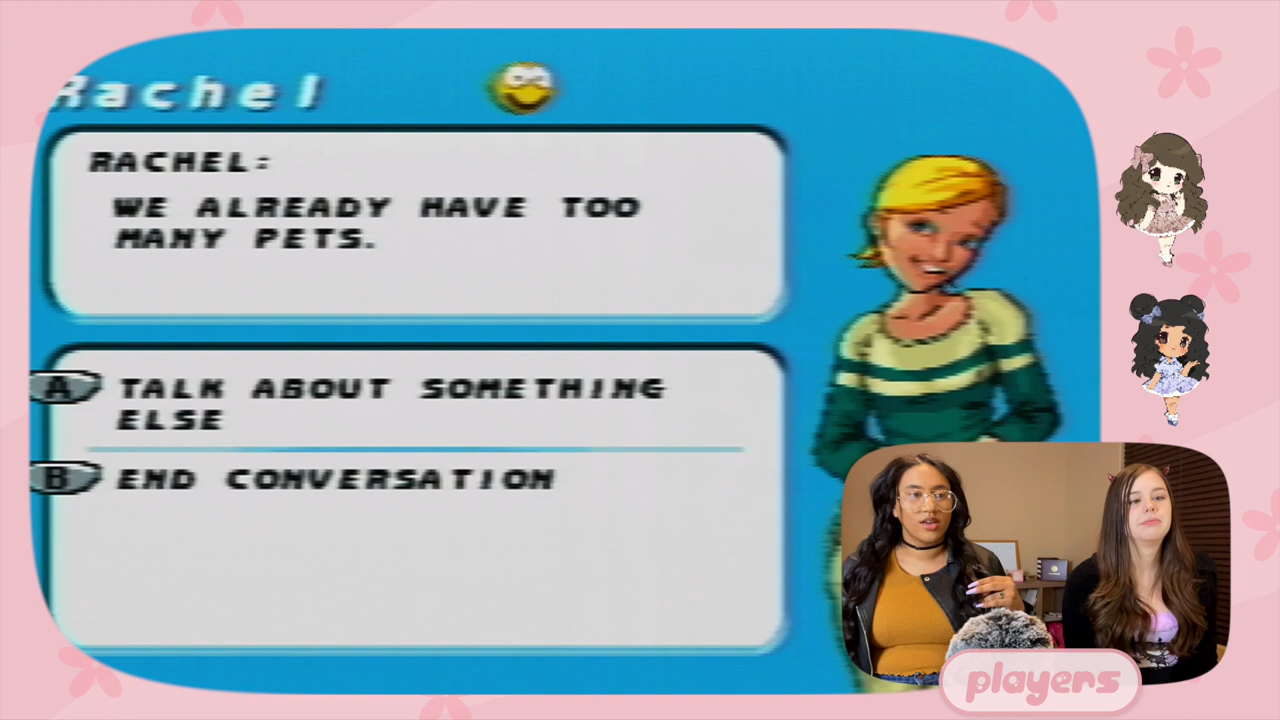 Rachel
RACHEL:
WE ALREADY HAVE TOO
MANY PETS.
A TALK ABOUT SOMETHING
ELSE
B END CONVERSATION
players